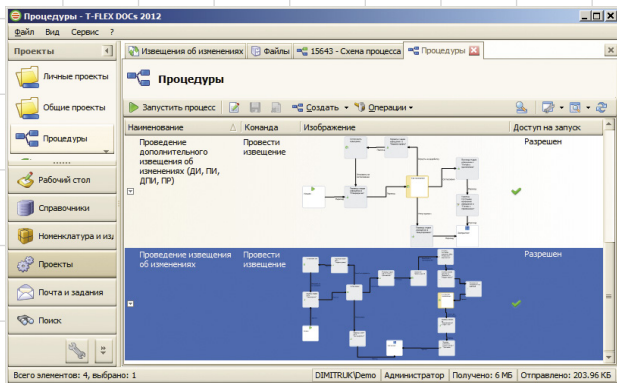 Процедуры - T-FLEX DOCs 2012
Файл Вид Сервис ?
Проекты
Извещения об изменениях Файлы 15643 - Схема процесса Процедуры
Личные проекты
Общие проекты
Процедуры
Рабочий стол
Справочники
Номенклатура и изд
Проекты
Почта и задания
Поиск
Процедуры
Запустить процесс Создать Операции
Наименование Команда Изображение Доступ на запуск
Проведение дополнительного извещения об изменениях (ДИ, ПИ, ДПИ, ПР)
Провести извещение
Разрешен
Проведение извещения об изменениях
Провести извещение
Разрешен
Всего элементов: 4, выбрано: 1
DIMITRUK\Demo Администратор Получено: 6 МБ Отправлено: 203.96 КБ